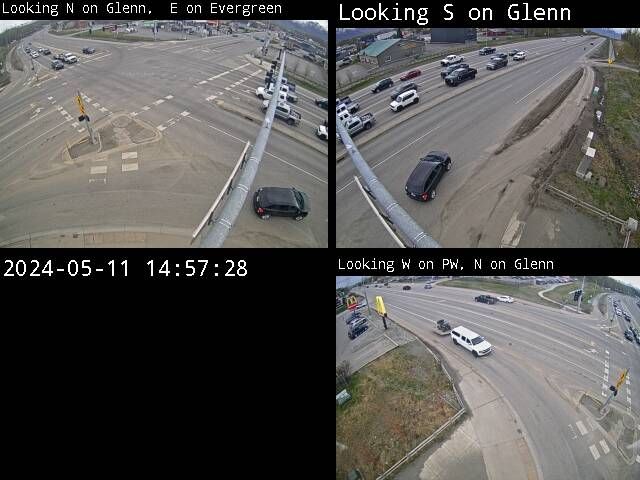 Looking N on Glenn,  E on Evergreen
Looking S on Glenn
2024-05-11 14:57:28
Looking W on PW, N on Glenn